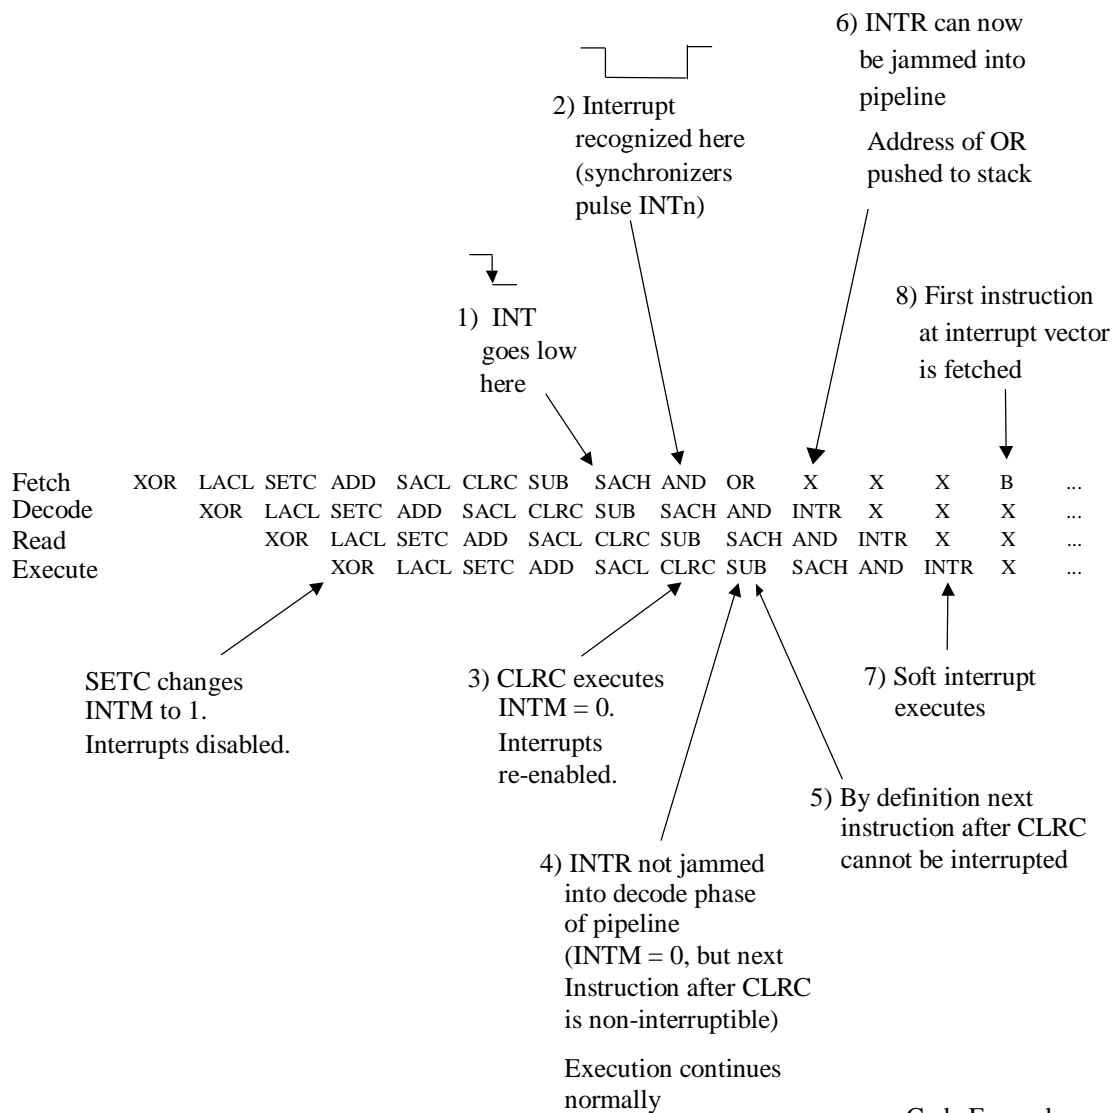 6) INTR can now
be jammed into
pipeline
Address of OR
pushed to stack
2) Interrupt
recognized here
(synchronizers
pulse INTn)
1) INT
goes low
here
8) First instruction
at interrupt vector
is fetched
Fetch XOR LACL SETC ADD SACL CLRC SUB SACH AND OR X X X B ...
Decode XOR LACL SETC ADD SACL CLRC SUB SACH AND INTR X X X ...
Read XOR LACL SETC ADD SACL CLRC SUB SACH AND INTR X X ...
Execute XOR LACL SETC ADD SACL CLRC SUB SACH AND INTR X ...
SETC changes
INTM to 1.
Interrupts disabled.
3) CLRC executes
INTM = 0.
Interrupts
re-enabled.
7) Soft interrupt
executes
5) By definition next
instruction after CLRC
cannot be interrupted
4) INTR not jammed
into decode phase
of pipeline
(INTM = 0, but next
Instruction after CLRC
is non-interruptible)
Execution continues
normally